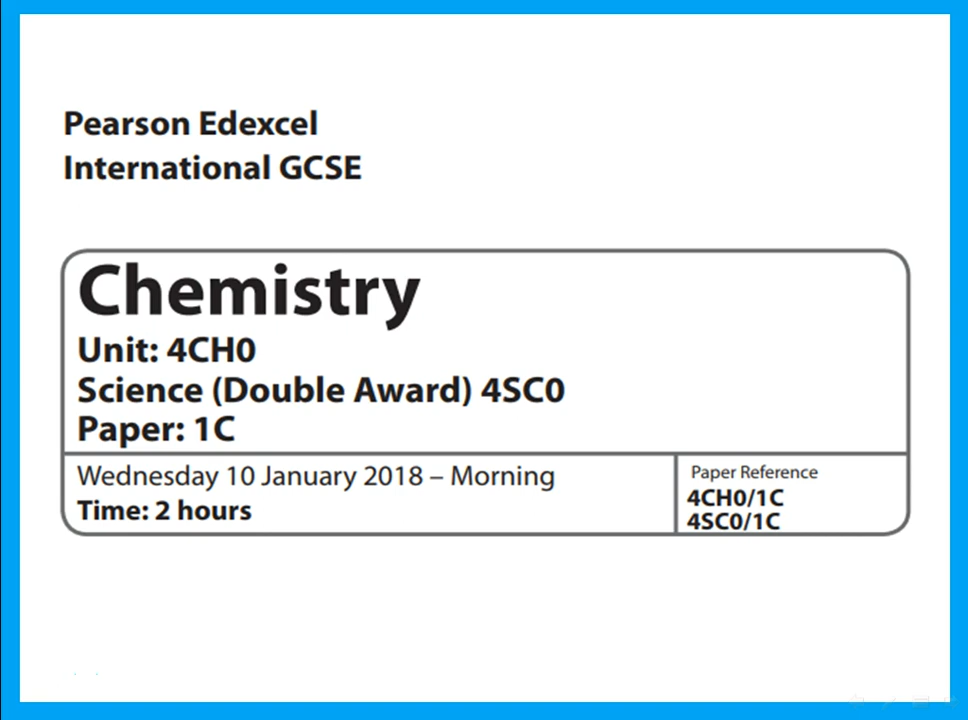 Pearson Edexcel
International GCSE
Chemistry
Unit: 4CH0
Science (Double Award) 4SC0
Paper: 1C
Wednesday 10 January 2018 – Morning
Time: 2 hours
Paper Reference
4CH0/1C
4SC0/1C